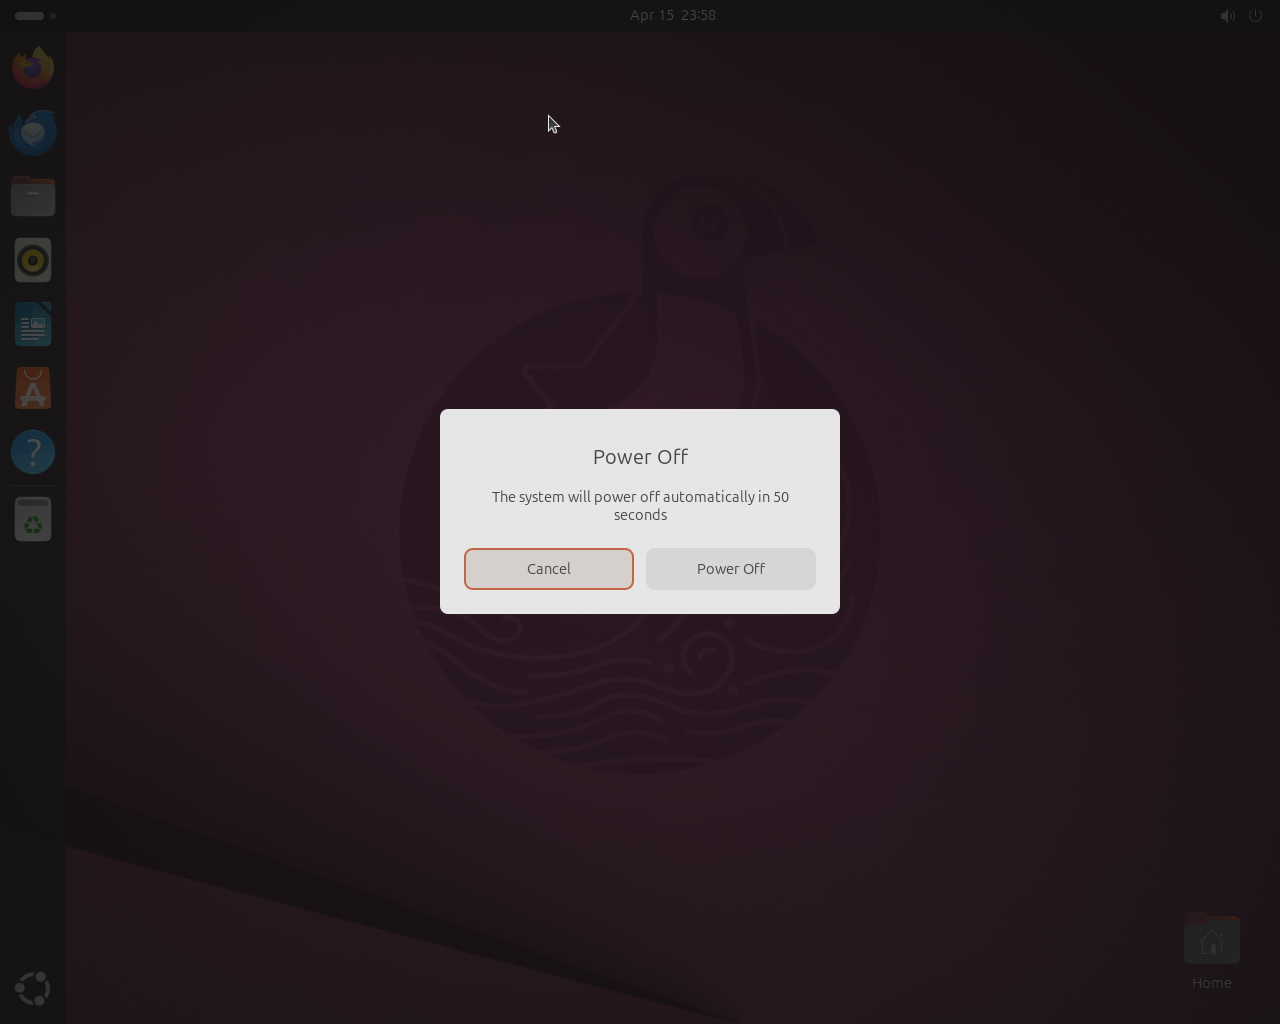 Apr 15 23:58
Power Off
The system will power off automatically in 50
seconds
Cancel
Power Off
Home